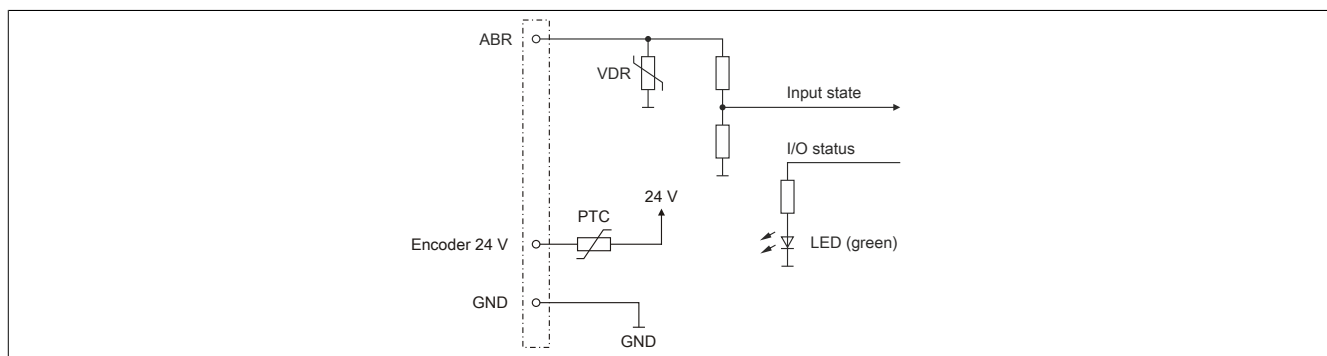 ABR
VDR
Input state
I/O status
24 V
PTC
Encoder 24 V
LED (green)
GND
GND